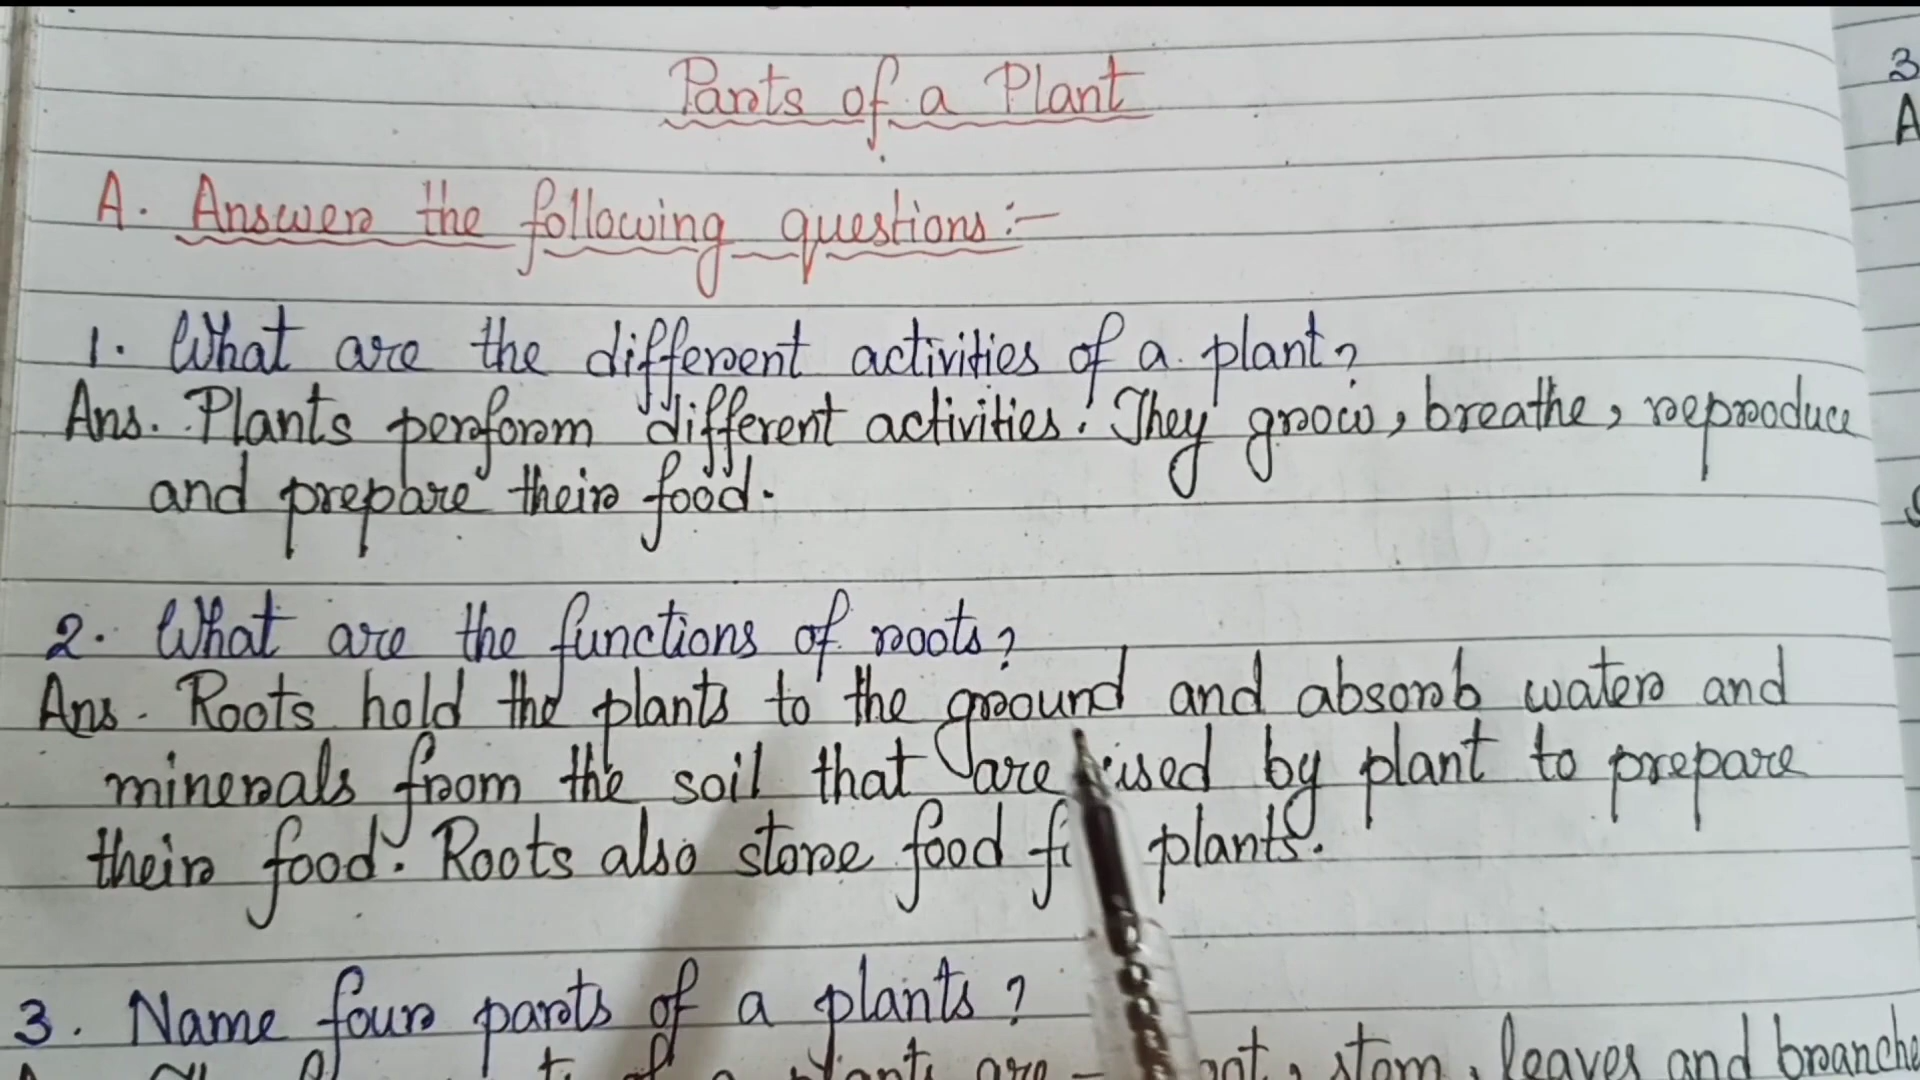 Parts of a Plant
A. Answer the following questions:-
1. What are the different activities of a plant?
Ans. Plants perform different activities. They grow, breathe, reproduce
and prepare their food.
2. What are the functions of roots?
Ans. Roots hold the plants to the ground and absorb water and
minerals from the soil that are used by plant to prepare
their food. Roots also store food plants.
3. Name four parts of a plants?
a plants are - stem, leaves and
3
A